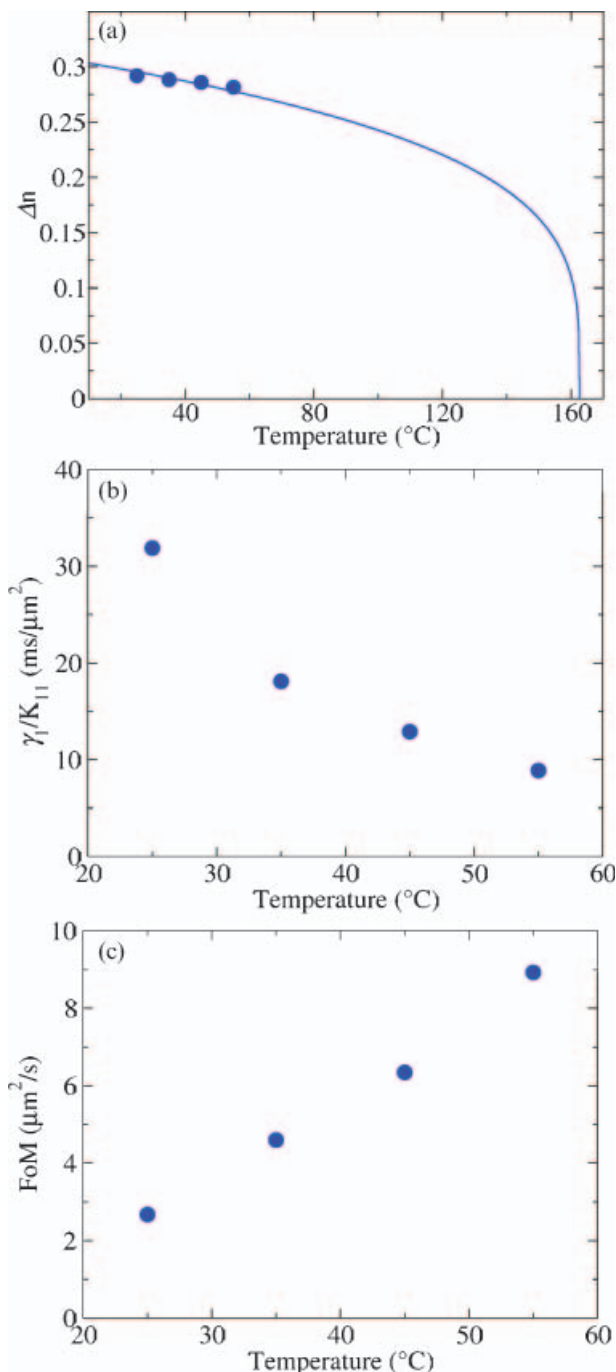 (a)
0.3
0.25
0.2
0.15
0.1
0.05
0
Δn
40 80 120 160
Temperature (°C)
(b)
40
30
20
10
0
γ₁/K₁₁ (ms/μm²)
20 30 40 50 60
Temperature (°C)
(c)
10
8
6
4
2
0
FoM (μm²/s)
20 30 40 50 60
Temperature (°C)